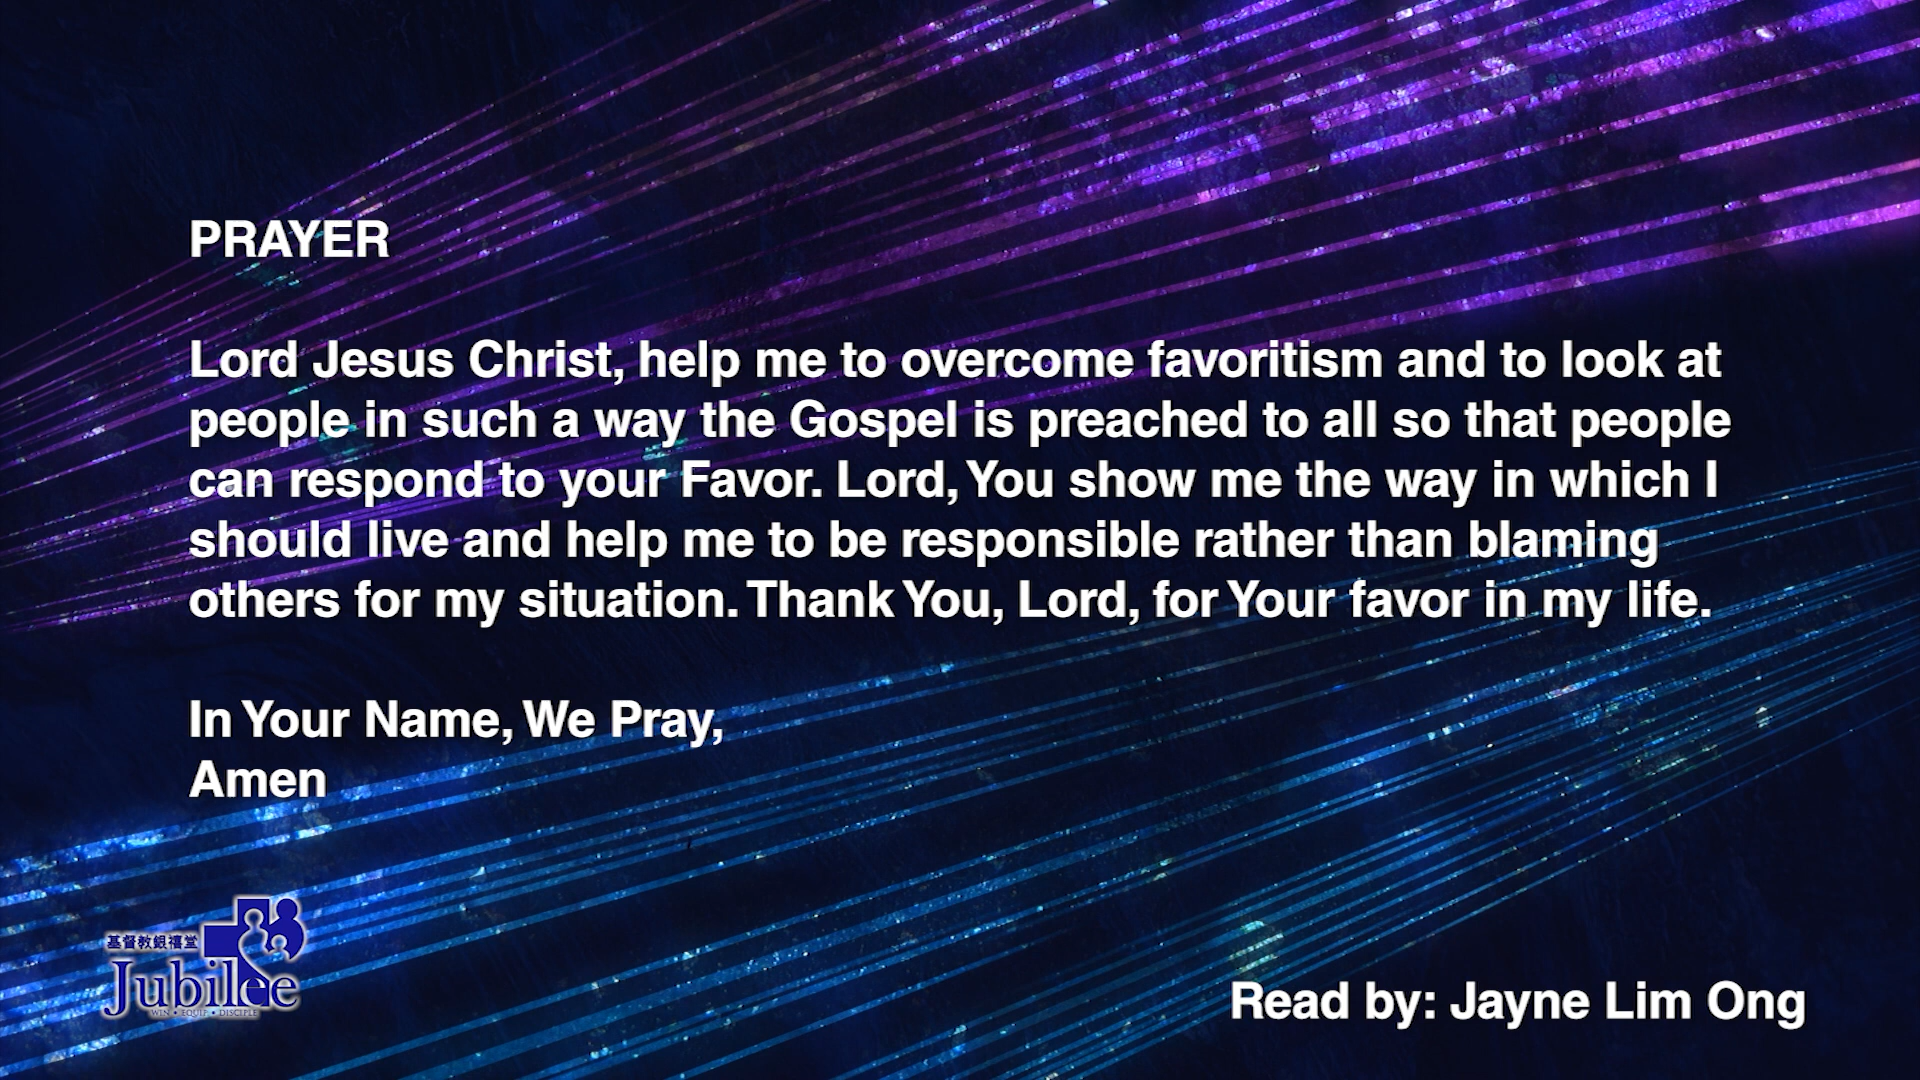 PRAYER
Lord Jesus Christ, help me to overcome favoritism and to look at
people in such a way the Gospel is preached to all so that people
can respond to your Favor. Lord, You show me the way in which I
should live and help me to be responsible rather than blaming
others for my situation. Thank You, Lord, for Your favor in my life.
In Your Name, We Pray,
Amen
基督教銀禧堂
Jubilee
WIN • EQUIP • DISCIPLE
Read by: Jayne Lim Ong